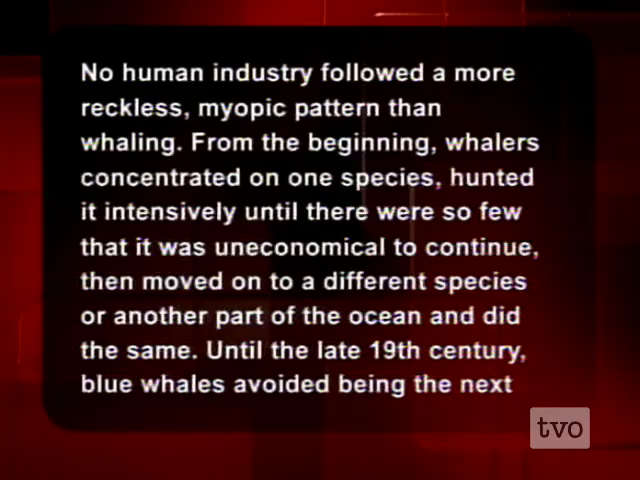 No human industry followed a more
reckless, myopic pattern than
whaling. From the beginning, whalers
concentrated on one species, hunted
it intensively until there were so few
that it was uneconomical to continue,
then moved on to a different species
or another part of the ocean and did
the same. Until the late 19th century,
blue whales avoided being the next
tvo